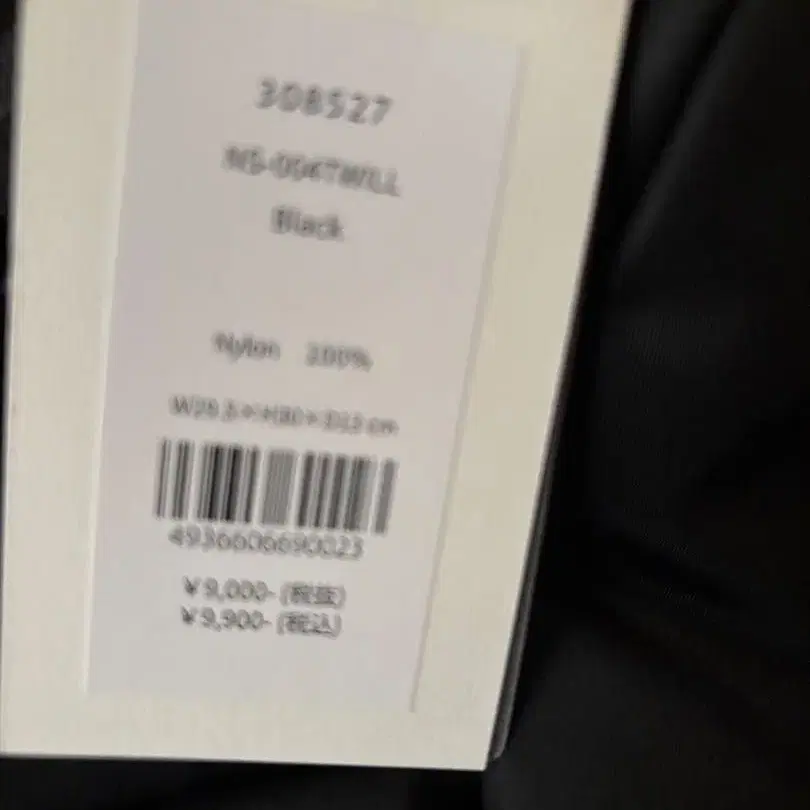 308527
Black
Nylon 100%
4936606690023
¥9,000- (税抜)
¥9,900- (税込)